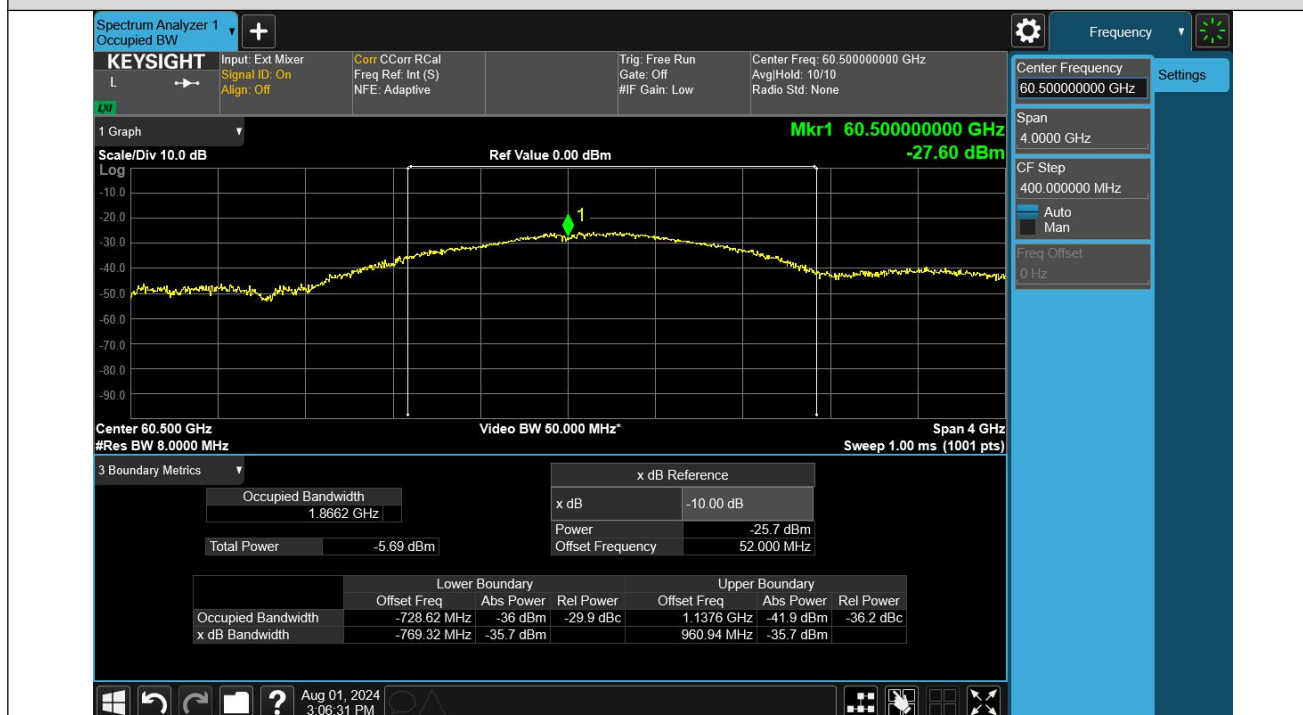 Spectrum Analyzer 1
Occupied BW
+
Frequency
KEYSIGHT
L
LXI
Input: Ext Mixer
Signal ID: On
Align: Off
Corr CCorr RCal
Freq Ref: Int (S)
NFE: Adaptive
Trig: Free Run
Gate: Off
#IF Gain: Low
Center Freq: 60.500000000 GHz
Avg|Hold: 10/10
Radio Std: None
Center Frequency
60.500000000 GHz
Settings
Span
4.0000 GHz
CF Step
400.000000 MHz
Auto
Man
Freq Offset
0 Hz
1 Graph
Mkr1 60.500000000 GHz
Scale/Div 10.0 dB
Ref Value 0.00 dBm
-27.60 dBm
Log
-10.0
-20.0
1
-30.0
-40.0
-50.0
-60.0
-70.0
-80.0
-90.0
Center 60.500 GHz
Video BW 50.000 MHz*
Span 4 GHz
#Res BW 8.0000 MHz
Sweep 1.00 ms (1001 pts)
3 Boundary Metrics
Occupied Bandwidth
1.8662 GHz
Total Power -5.69 dBm
x dB Reference
x dB -10.00 dB
Power -25.7 dBm
Offset Frequency 52.000 MHz
Lower Boundary Upper Boundary
Offset Freq Abs Power Rel Power Offset Freq Abs Power Rel Power
Occupied Bandwidth -728.62 MHz -36 dBm -29.9 dBc 1.1376 GHz -41.9 dBm -36.2 dBc
x dB Bandwidth -769.32 MHz -35.7 dBm 960.94 MHz -35.7 dBm
?
Aug 01, 2024
3:06:31 PM